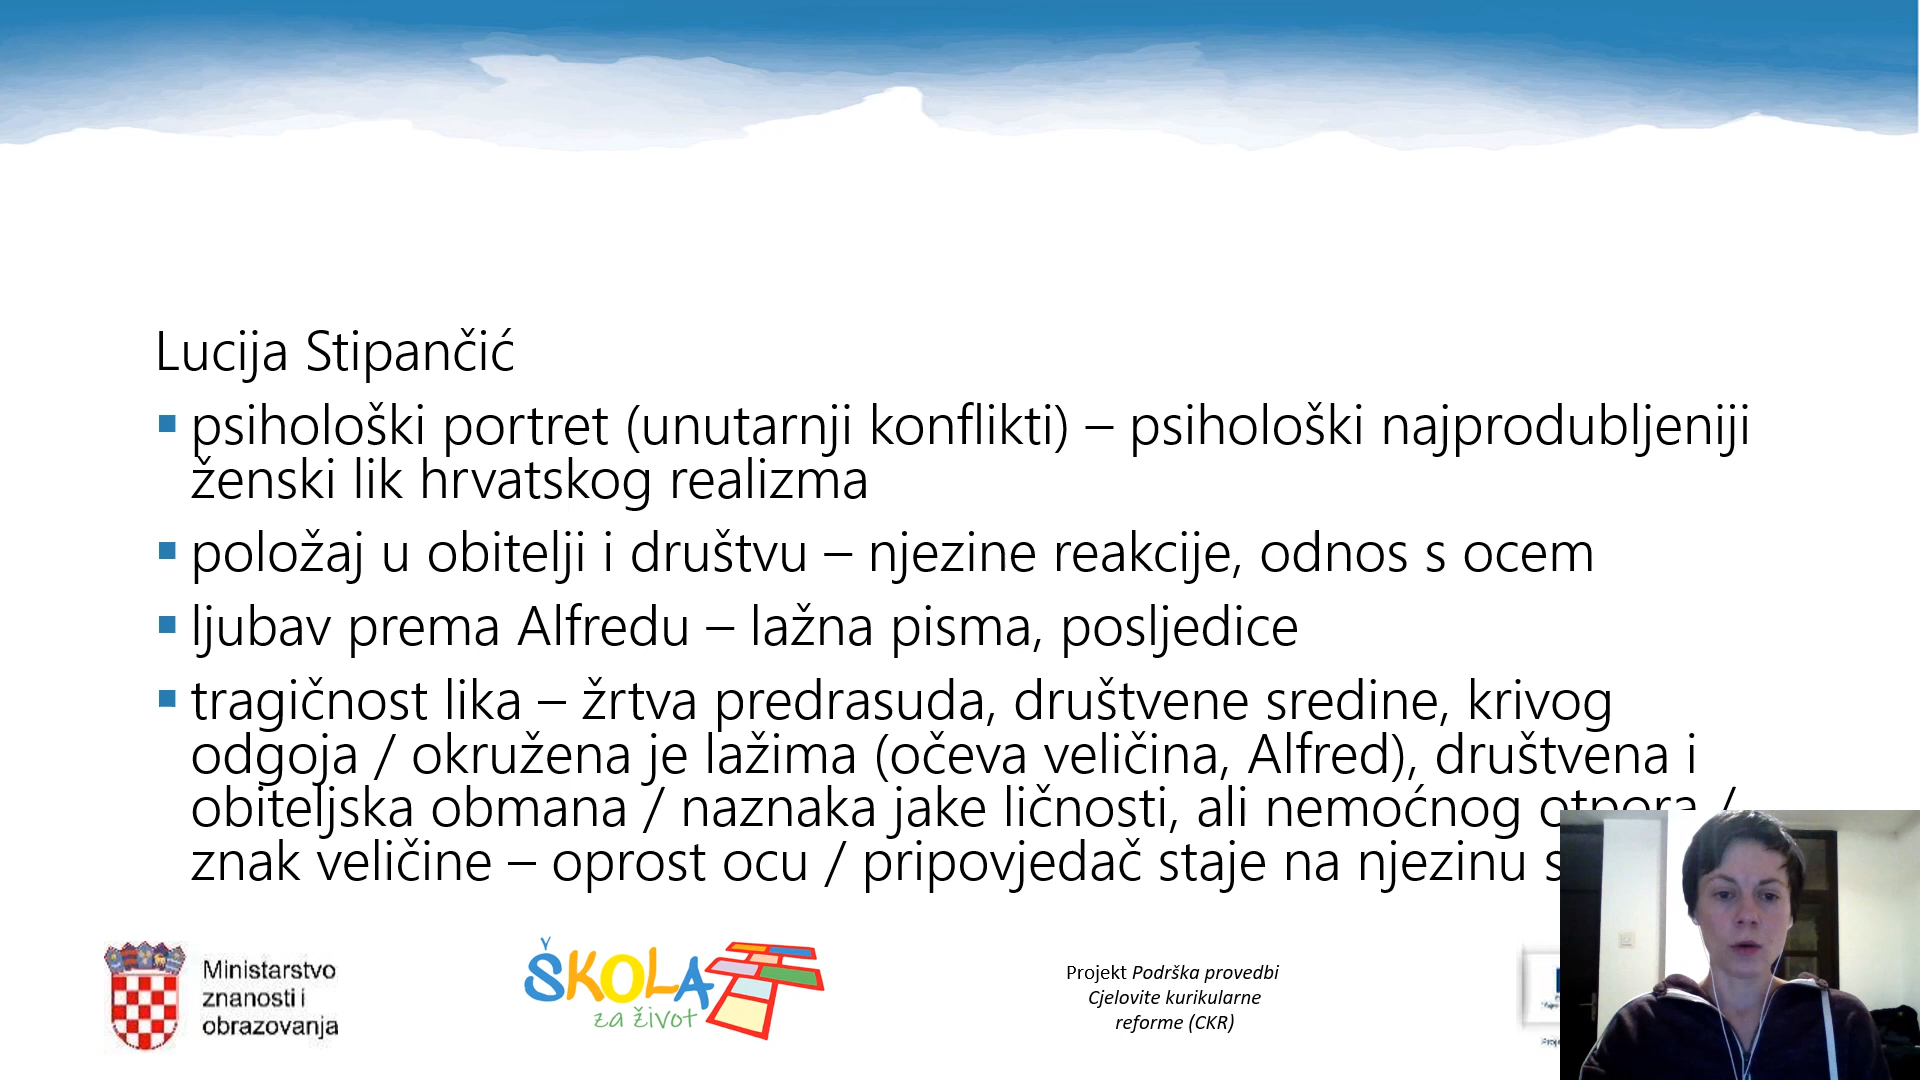 Lucija Stipančić
▪ psihološki portret (unutarnji konflikti) – psihološki najprodubljeniji
ženski lik hrvatskog realizma
▪ položaj u obitelji i društvu – njezine reakcije, odnos s ocem
▪ ljubav prema Alfredu – lažna pisma, posljedice
▪ tragičnost lika – žrtva predrasuda, društvene sredine, krivog
odgoja / okružena je lažima (očeva veličina, Alfred), društvena i
obiteljska obmana / naznaka jake ličnosti, ali nemoćnog otpora /
znak veličine – oprost ocu / pripovjedač staje na njezinu
Ministarstvo
znanosti i
obrazovanja
ŠKOLA
za život
Projekt Podrška provedbi
Cjelovite kurikularne
reforme (CKR)